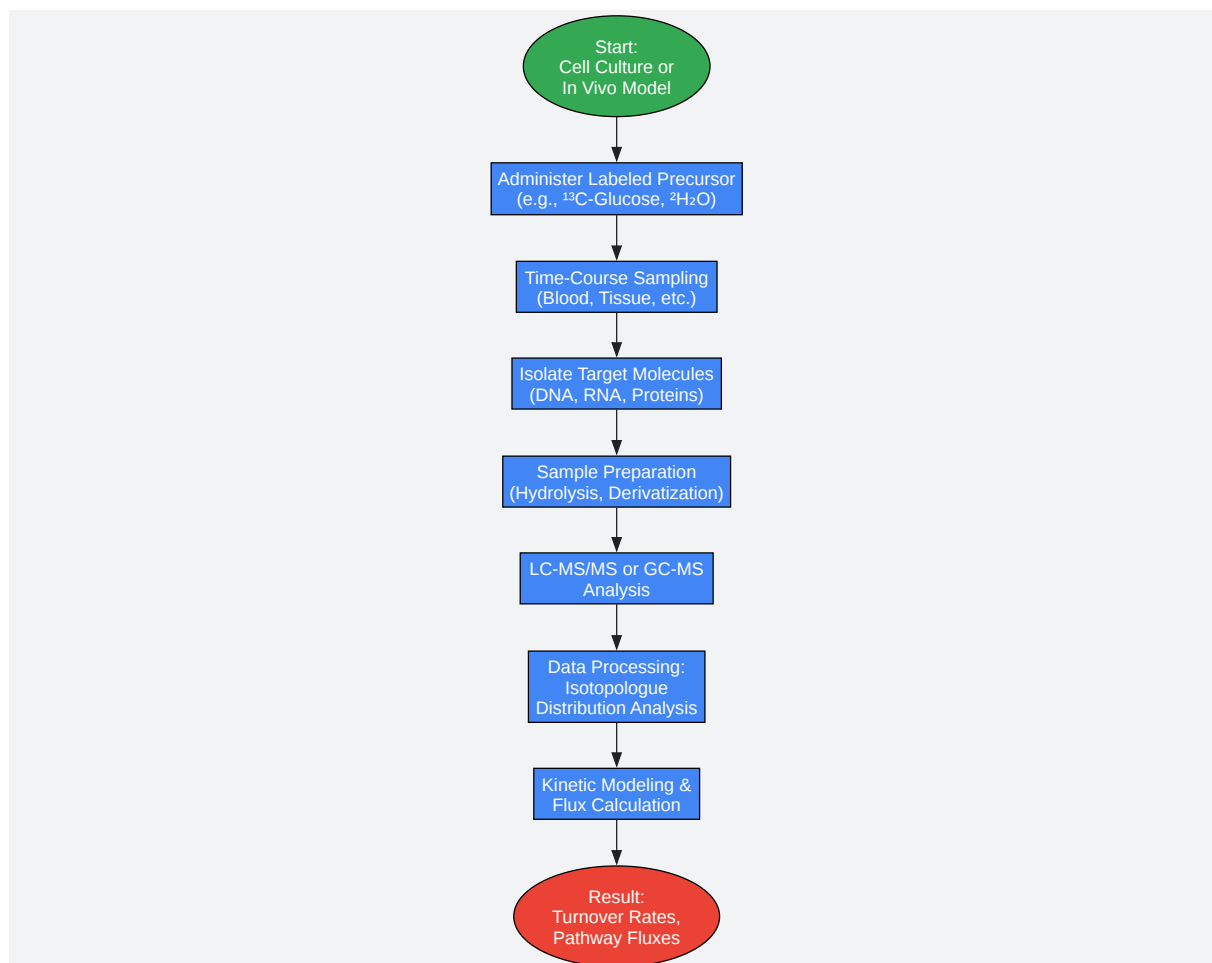 Start:
Cell Culture or
In Vivo Model
Administer Labeled Precursor
(e.g., ¹³C-Glucose, ²H₂O)
Time-Course Sampling
(Blood, Tissue, etc.)
Isolate Target Molecules
(DNA, RNA, Proteins)
Sample Preparation
(Hydrolysis, Derivatization)
LC-MS/MS or GC-MS
Analysis
Data Processing:
Isotopologue
Distribution Analysis
Kinetic Modeling &
Flux Calculation
Result:
Turnover Rates,
Pathway Fluxes